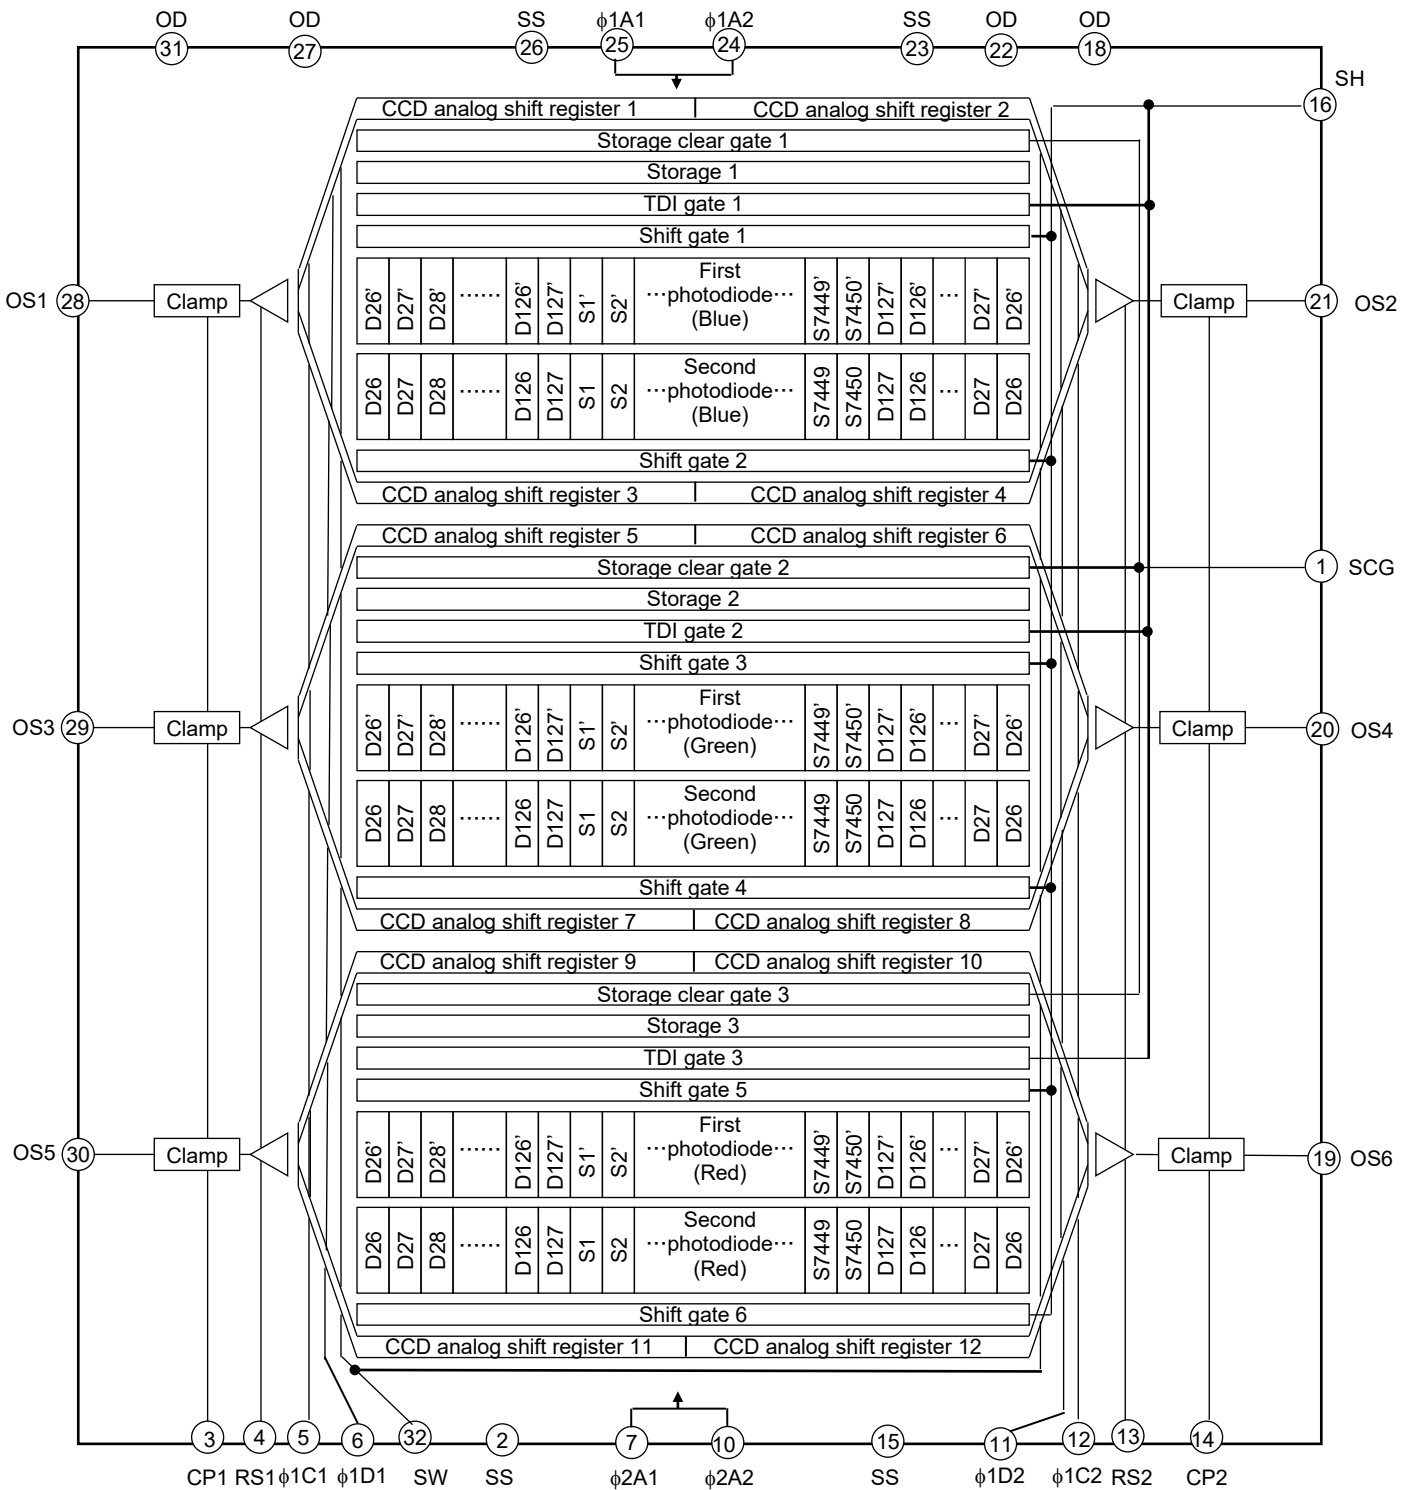 OD OD SS ϕ1A1 ϕ1A2 SS OD OD
31 27 26 25 24 23 22 18
SH
16
CCD analog shift register 1 CCD analog shift register 2
Storage clear gate 1
Storage 1
TDI gate 1
Shift gate 1
OS1 28 Clamp
D26’ D27’ D28’ ⋯⋯ D126’ D127’ S1’ S2’
First
⋯photodiode⋯
(Blue)
S7449’ S7450’ D127’ D126’ ⋯ D27’ D26’
Clamp 21 OS2
D26 D27 D28 ⋯⋯ D126 D127 S1 S2
Second
⋯photodiode⋯
(Blue)
S7449 S7450 D127 D126 ⋯ D27 D26
Shift gate 2
CCD analog shift register 3 CCD analog shift register 4
CCD analog shift register 5 CCD analog shift register 6
Storage clear gate 2
1 SCG
Storage 2
TDI gate 2
Shift gate 3
OS3 29 Clamp
D26’ D27’ D28’ ⋯⋯ D126’ D127’ S1’ S2’
First
⋯photodiode⋯
(Green)
S7449’ S7450’ D127’ D126’ ⋯ D27’ D26’
Clamp 20 OS4
D26 D27 D28 ⋯⋯ D126 D127 S1 S2
Second
⋯photodiode⋯
(Green)
S7449 S7450 D127 D126 ⋯ D27 D26
Shift gate 4
CCD analog shift register 7 CCD analog shift register 8
CCD analog shift register 9 CCD analog shift register 10
Storage clear gate 3
Storage 3
TDI gate 3
Shift gate 5
OS5 30 Clamp
D26’ D27’ D28’ ⋯⋯ D126’ D127’ S1’ S2’
First
⋯photodiode⋯
(Red)
S7449’ S7450’ D127’ D126’ ⋯ D27’ D26’
Clamp 19 OS6
D26 D27 D28 ⋯⋯ D126 D127 S1 S2
Second
⋯photodiode⋯
(Red)
S7449 S7450 D127 D126 ⋯ D27 D26
Shift gate 6
CCD analog shift register 11 CCD analog shift register 12
3 4 5 6 32 2 7 10 15 11 12 13 14
CP1 RS1 ϕ1C1 ϕ1D1 SW SS ϕ2A1 ϕ2A2 SS ϕ1D2 ϕ1C2 RS2 CP2